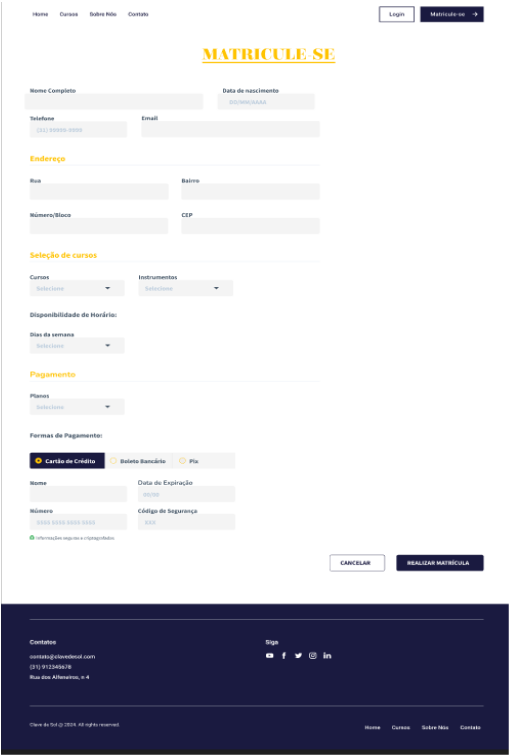 Home Cursos Sobre Nós Contato Login Matricule-se →
MATRICULE-SE
Nome Completo Data de nascimento
DD/MM/AAAA
Telefone Email
(31) 99999-9999
Endereço
Rua Bairro
Número/Bloco CEP
Seleção de cursos
Cursos Instrumentos
Selecione Selecione
Disponibilidade de Horário:
Dias da semana
Selecione
Pagamento
Planos
Selecione
Formas de Pagamento:
Cartão de Crédito Boleto Bancário Pix
Nome Data de Expiração
00/00
Número Código de Segurança
5555 5555 5555 5555 XXX
Informações seguras e criptografadas
CANCELAR REALIZAR MATRÍCULA
Contatos Siga
contato@clavedesol.com
(31) 912345678
Rua dos Alfeneiros, n 4
Clave de Sol @ 2024. All rights reserved.
Home Cursos Sobre Nós Contato